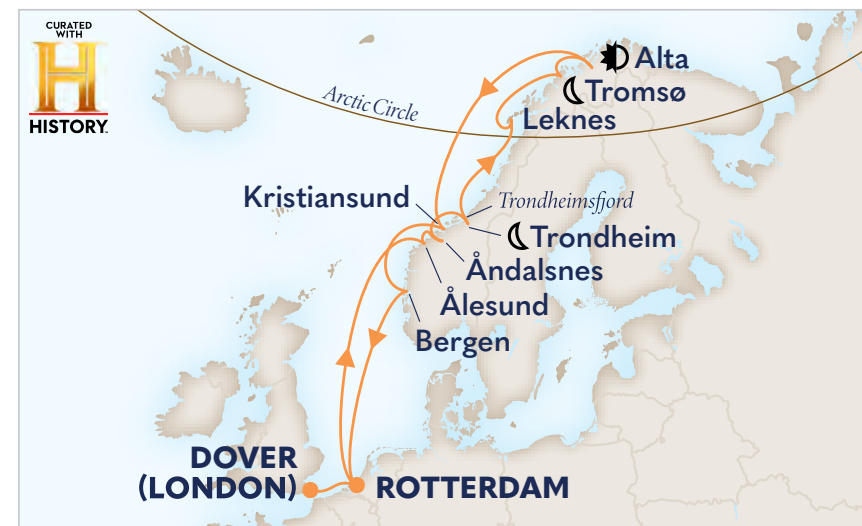 CURATED
WITH
H
HISTORY.
Arctic Circle
Alta
Tromsø
Leknes
Kristiansund
Trondheimsfjord
Trondheim
Åndalsnes
Ålesund
Bergen
DOVER
(LONDON)
ROTTERDAM